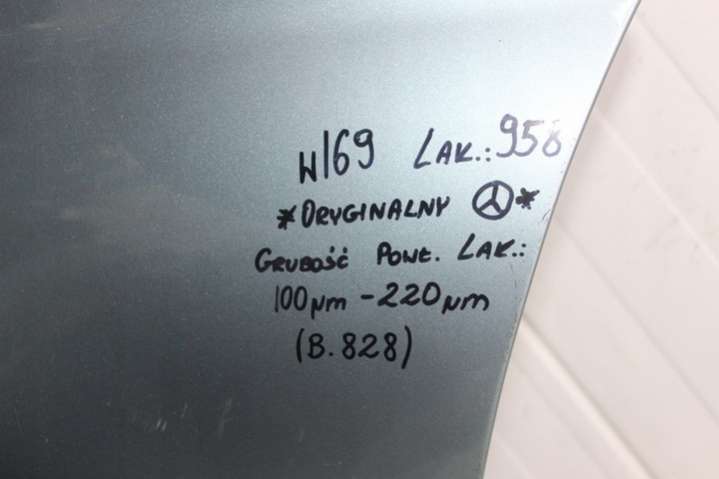 W169 LAK.: 958
*ORYGINALNY *
GRUBOŚĆ POWŁ. LAK.:
100µm - 220µm
(B.828)